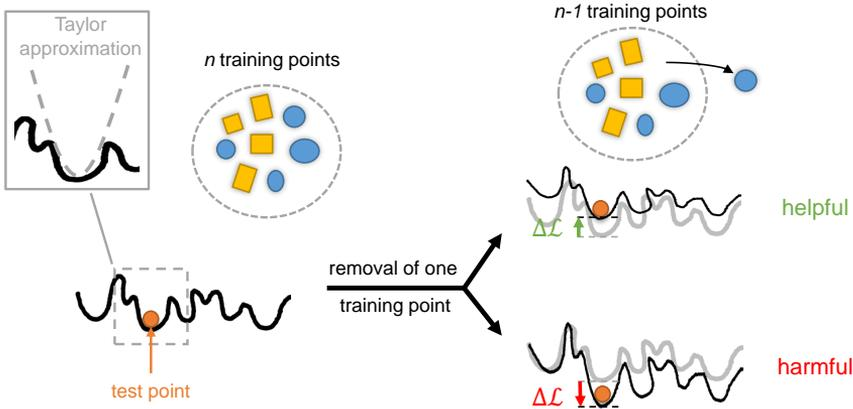 Taylor
approximation
n training points
n-1 training points
Δℒ
helpful
removal of one
training point
test point
Δℒ
harmful